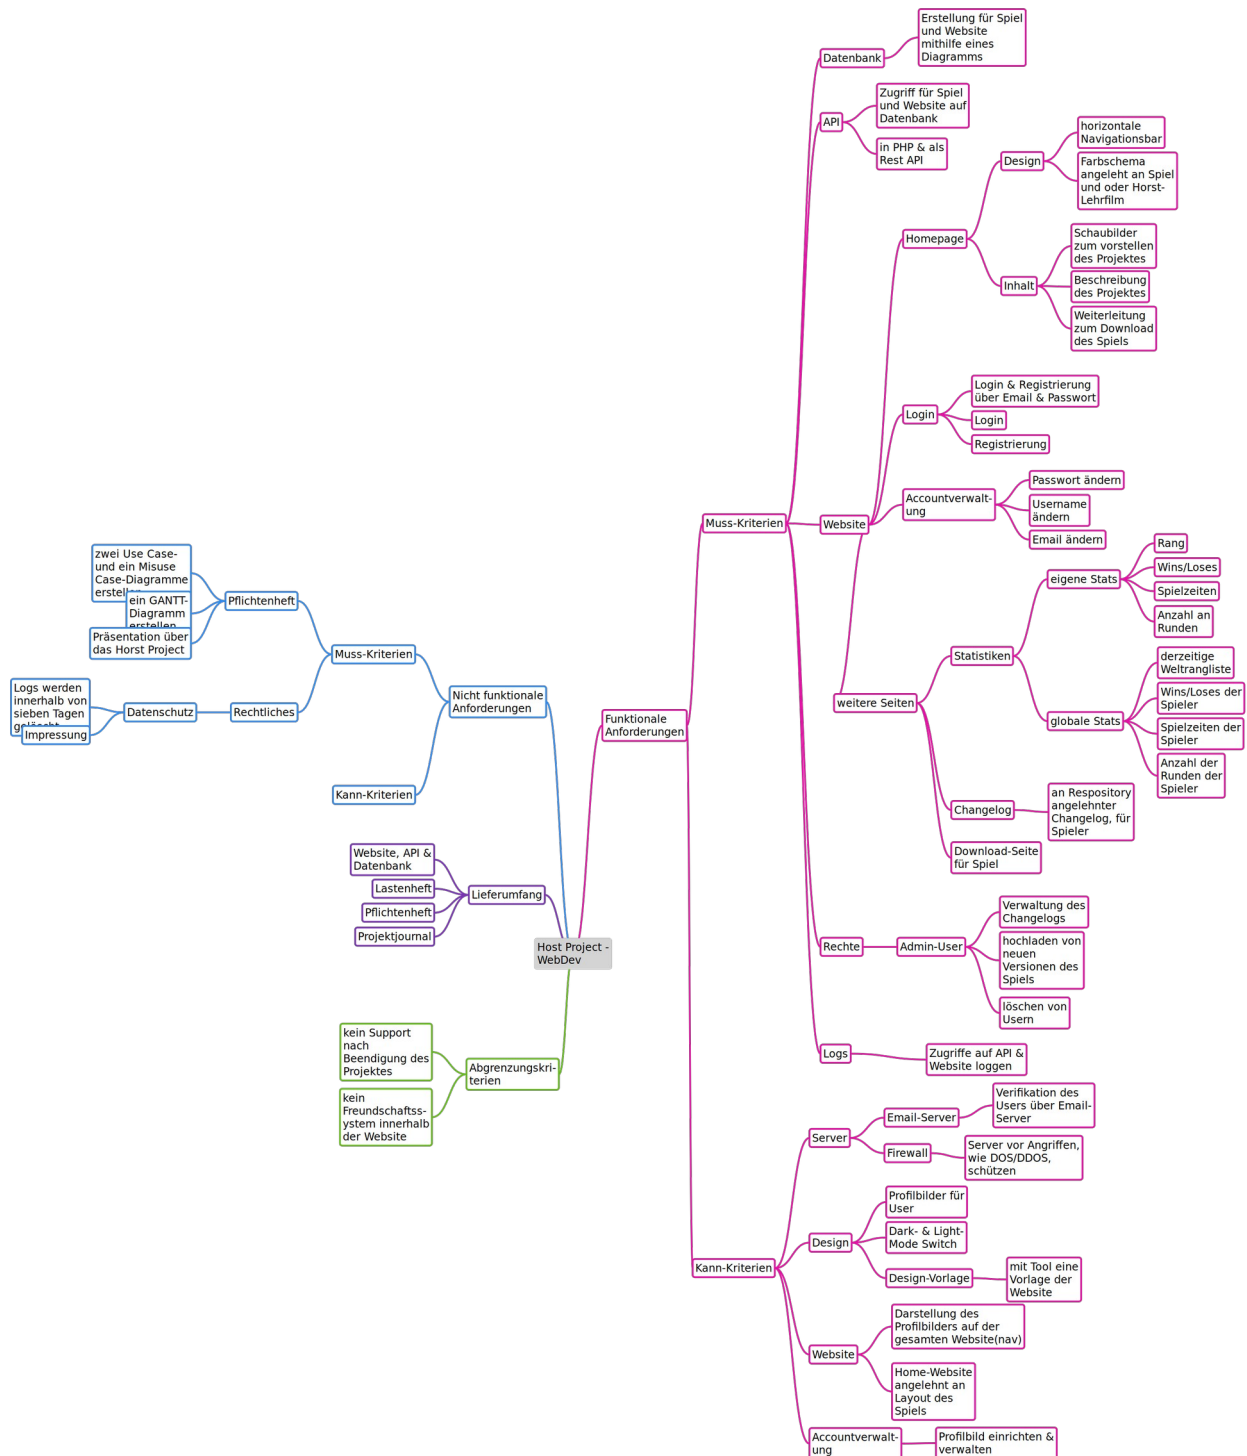 Erstellung für Spiel
und Website
mithilfe eines
Diagramms
Datenbank
Zugriff für Spiel
und Website auf
Datenbank
API
in PHP & als
Rest API
horizontale
Navigationsbar
Design
Farbschema
angeleht an Spiel
und oder Horst-
Lehrfilm
Homepage
Schaubilder
zum vorstellen
des Projektes
Inhalt
Beschreibung
des Projektes
Weiterleitung
zum Download
des Spiels
Login & Registrierung
über Email & Passwort
Login
Login
Registrierung
Passwort ändern
Accountverwalt-
ung
Username
ändern
Email ändern
Muss-Kriterien
Website
Rang
Wins/Loses
eigene Stats
Spielzeiten
Anzahl an
Runden
Statistiken
derzeitige
Weltrangliste
Wins/Loses der
Spieler
globale Stats
Spielzeiten der
Spieler
Anzahl der
Runden der
Spieler
weitere Seiten
an Respository
angelehnter
Changelog, für
Spieler
Changelog
Download-Seite
für Spiel
Verwaltung des
Changelogs
Rechte
Admin-User
hochladen von
neuen
Versionen des
Spiels
löschen von
Usern
Logs
Zugriffe auf API &
Website loggen
Funktionale
Anforderungen
zwei Use Case-
und ein Misuse
Case-Diagramme
erstellen
ein GANTT-
Diagramm
erstellen
Präsentation über
das Horst Project
Pflichtenheft
Muss-Kriterien
Logs werden
innerhalb von
sieben Tagen
gelöscht
Impressung
Datenschutz
Rechtliches
Nicht funktionale
Anforderungen
Kann-Kriterien
Website, API &
Datenbank
Lastenheft
Pflichtenheft
Projektjournal
Lieferumfang
Host Project -
WebDev
kein Support
nach
Beendigung des
Projektes
kein
Freundschaftss-
ystem innerhalb
der Website
Abgrenzungskri-
terien
Kann-Kriterien
Server
Email-Server
Verifikation des
Users über Email-
Server
Firewall
Server vor Angriffen,
wie DOS/DDOS,
schützen
Design
Profilbilder für
User
Dark- & Light-
Mode Switch
Design-Vorlage
mit Tool eine
Vorlage der
Website
Website
Darstellung des
Profilbilders auf der
gesamten Website(nav)
Home-Website
angelehnt an
Layout des
Spiels
Accountverwalt-
ung
Profilbild einrichten &
verwalten